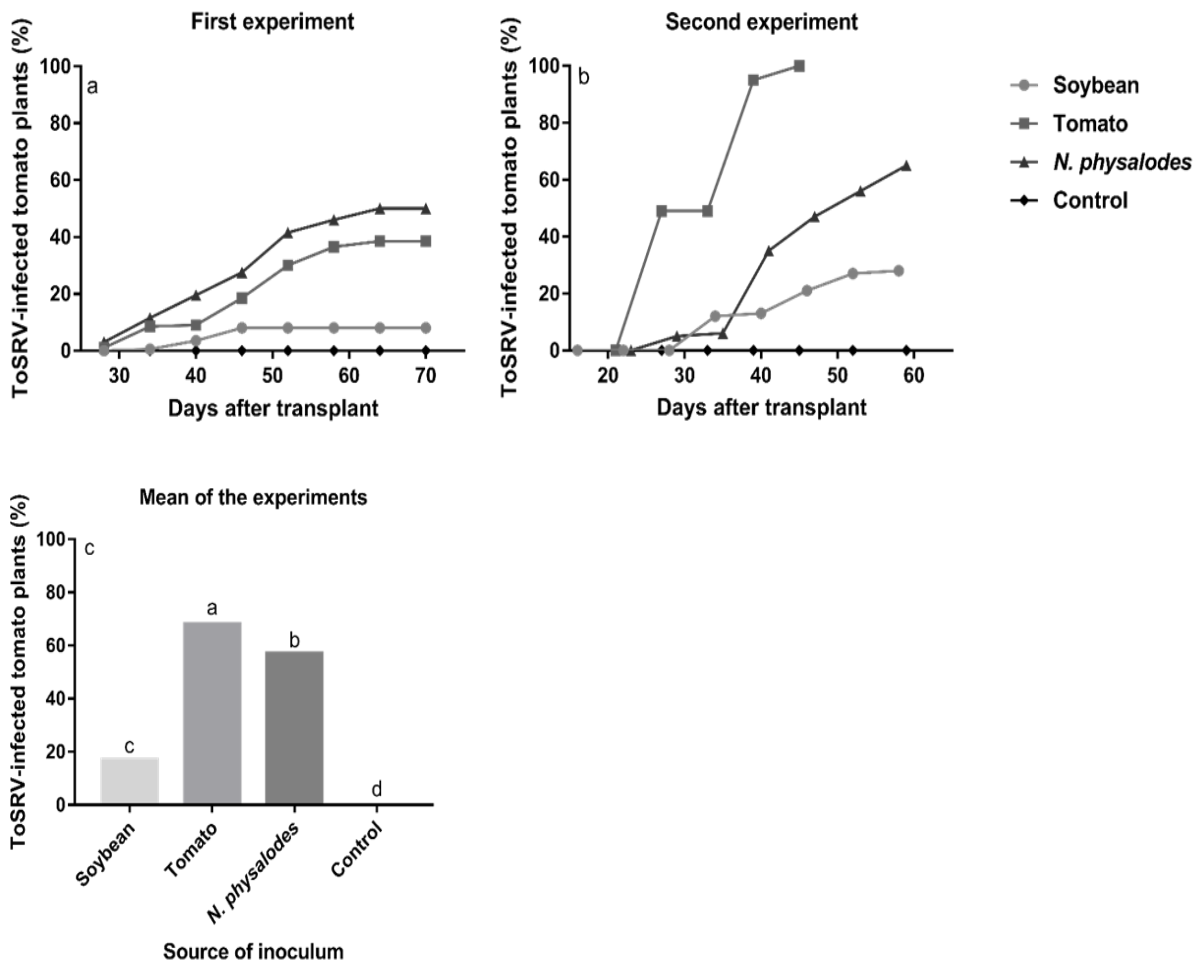 First experiment
ToSRV-infected tomato plants (%)
a
100
80
60
40
20
0
30 40 50 60 70
Days after transplant
Second experiment
ToSRV-infected tomato plants (%)
b
100
80
60
40
20
0
20 30 40 50 60
Days after transplant
Soybean
Tomato
N. physalodes
Control
Mean of the experiments
ToSRV-infected tomato plants (%)
c
100
80
60
40
20
0
c
a
b
d
Soybean
Tomato
N. physalodes
Control
Source of inoculum